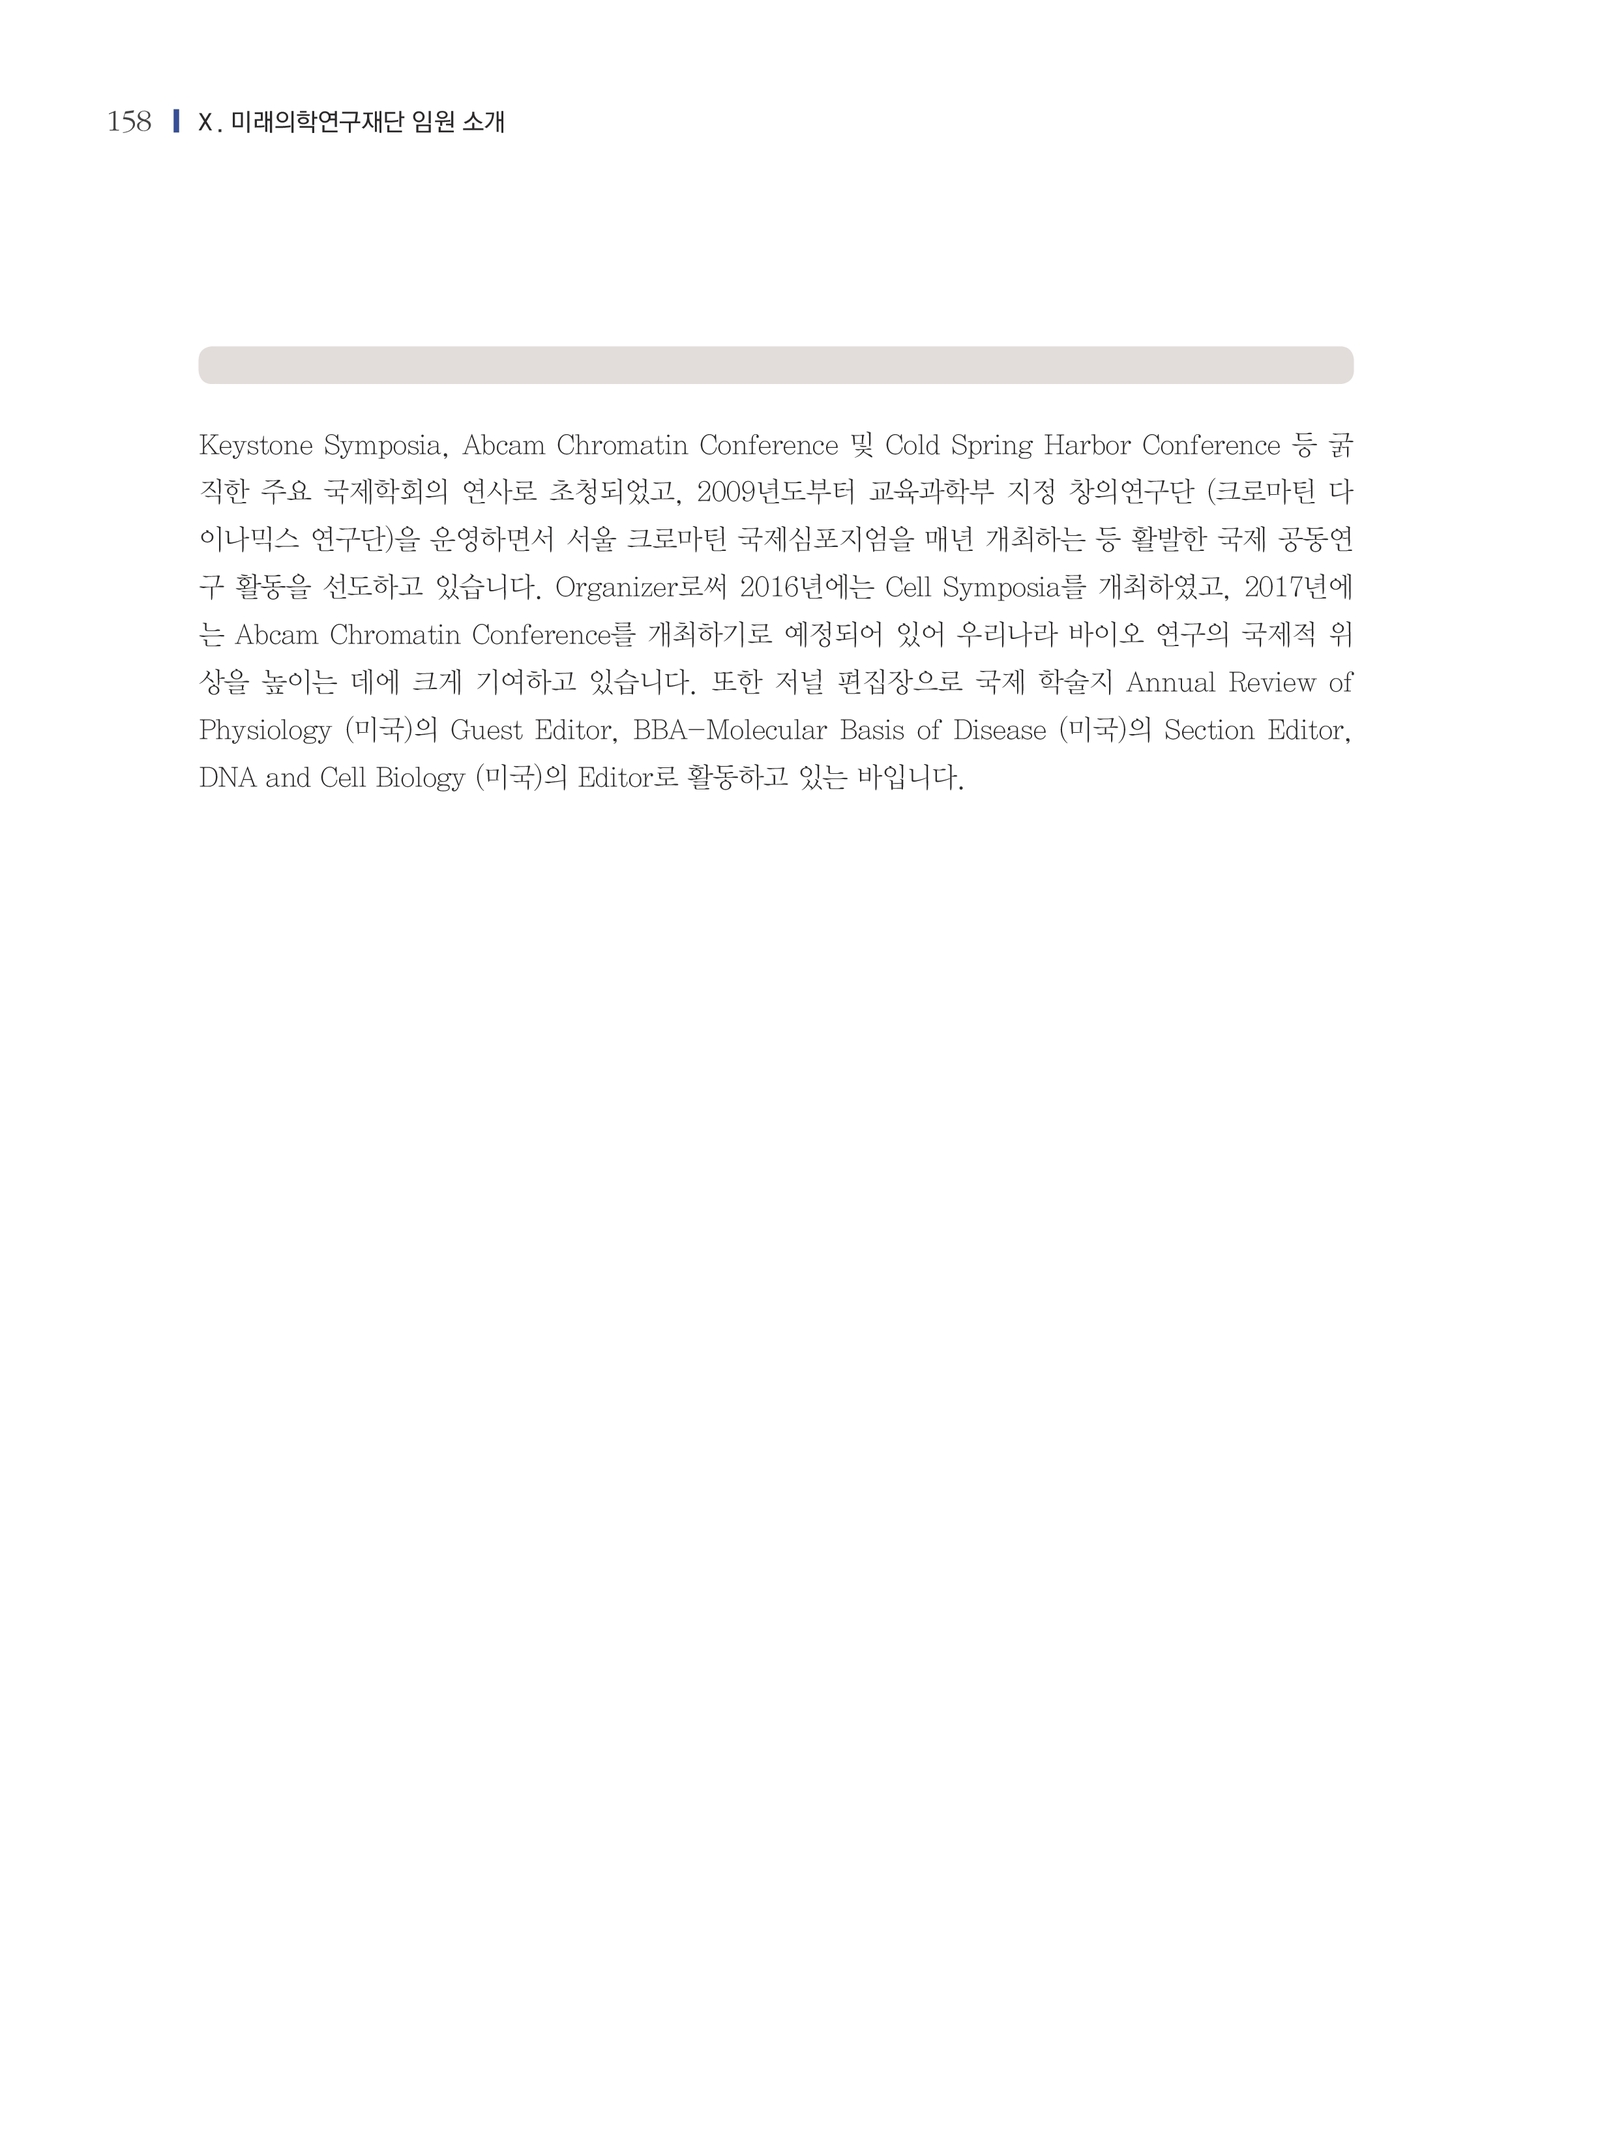 158 X. 미래의학연구재단 임원 소개
Keystone Symposia, Abcam Chromatin Conference 및 Cold Spring Harbor Conference 등 굵
직한 주요 국제학회의 연사로 초청되었고, 2009년도부터 교육과학부 지정 창의연구단 (크로마틴 다
이나믹스 연구단)을 운영하면서 서울 크로마틴 국제심포지엄을 매년 개최하는 등 활발한 국제 공동연
구 활동을 선도하고 있습니다. Organizer로써 2016년에는 Cell Symposia를 개최하였고, 2017년에
는 Abcam Chromatin Conference를 개최하기로 예정되어 있어 우리나라 바이오 연구의 국제적 위
상을 높이는 데에 크게 기여하고 있습니다. 또한 저널 편집장으로 국제 학술지 Annual Review of
Physiology (미국)의 Guest Editor, BBA-Molecular Basis of Disease (미국)의 Section Editor,
DNA and Cell Biology (미국)의 Editor로 활동하고 있는 바입니다.